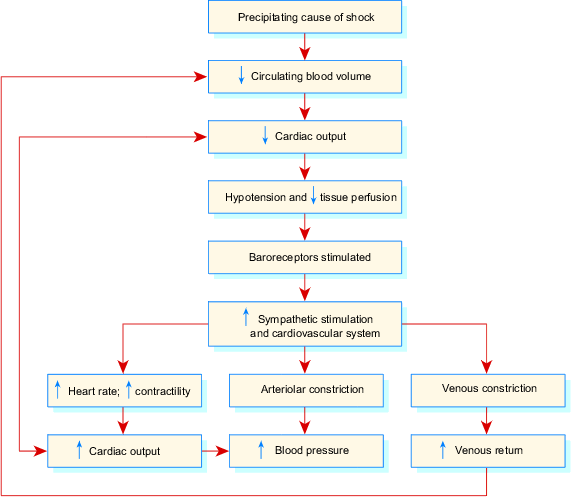 Precipitating cause of shock
↓ Circulating blood volume
↓ Cardiac output
Hypotension and ↓ tissue perfusion
Baroreceptors stimulated
↑ Sympathetic stimulation
and cardiovascular system
↑ Heart rate; ↑ contractility
Arteriolar constriction
Venous constriction
↑ Cardiac output
↑ Blood pressure
↑ Venous return